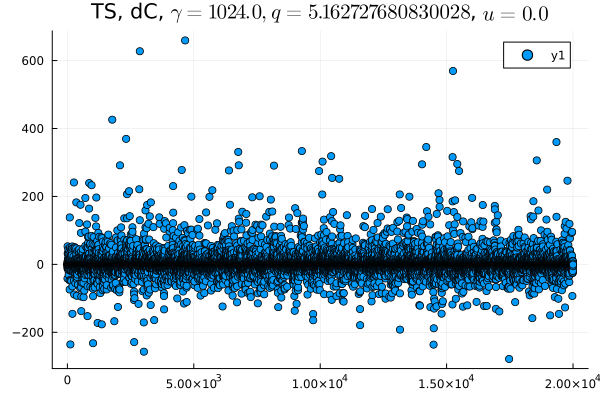 TS, dC, γ = 1024.0, q = 5.162727680830028, u = 0.0
y1
600
400
200
0
−200
0 5.00×10³ 1.00×10⁴ 1.50×10⁴ 2.00×10⁴